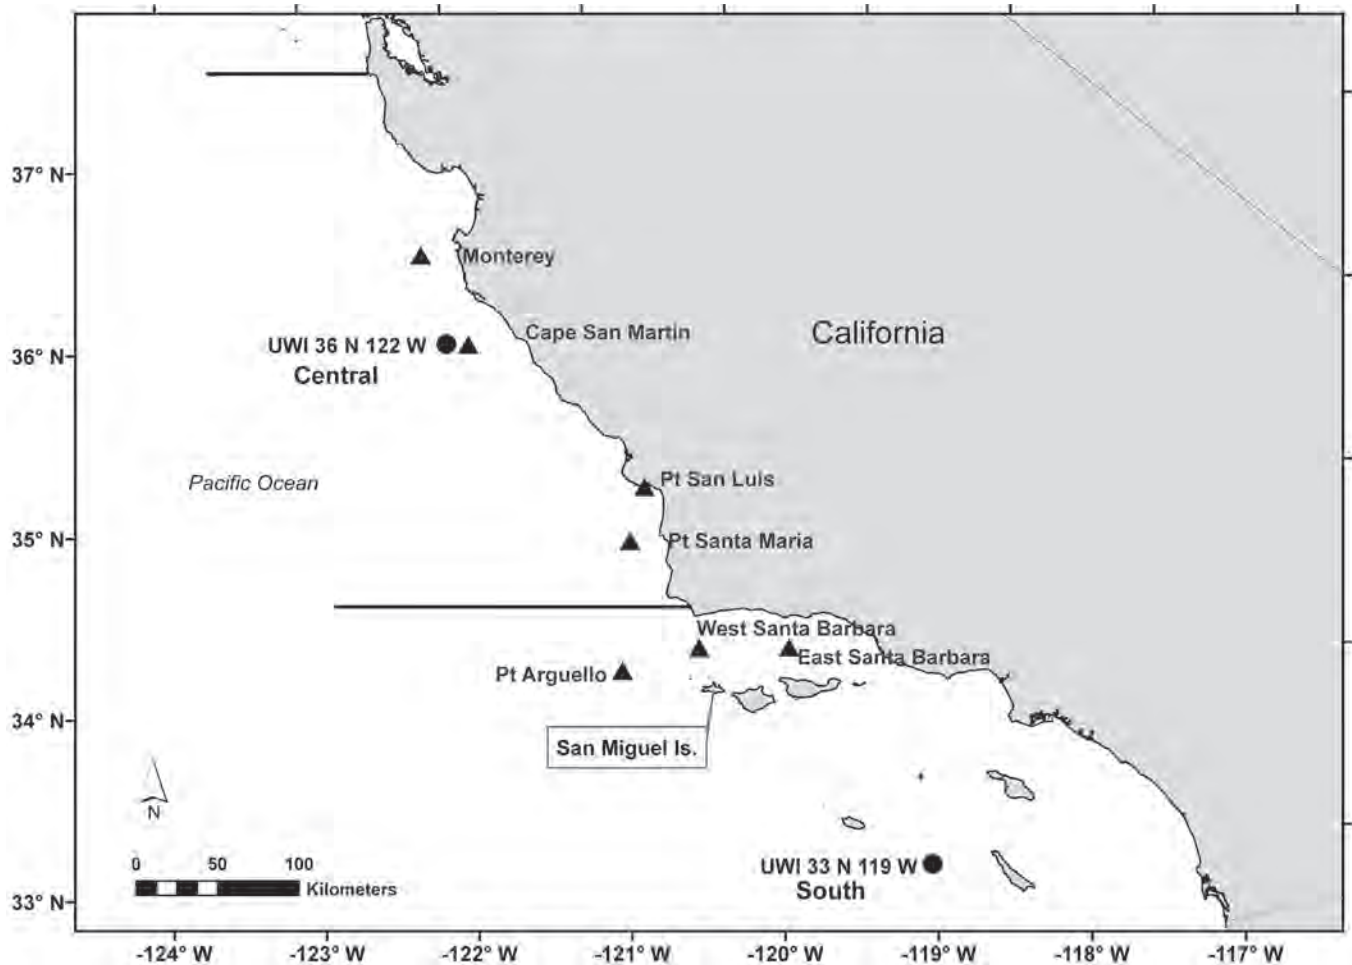 37° N
Monterey
Cape San Martin
California
UWI 36 N 122 W
36° N
Central
Pt San Luis
Pacific Ocean
35° N
Pt Santa Maria
West Santa Barbara
East Santa Barbara
Pt Arguello
34° N
San Miguel Is.
N
0 50 100
UWI 33 N 119 W
Kilometers
South
33° N
-124° W -123° W -122° W -121° W -120° W -119° W -118° W -117° W